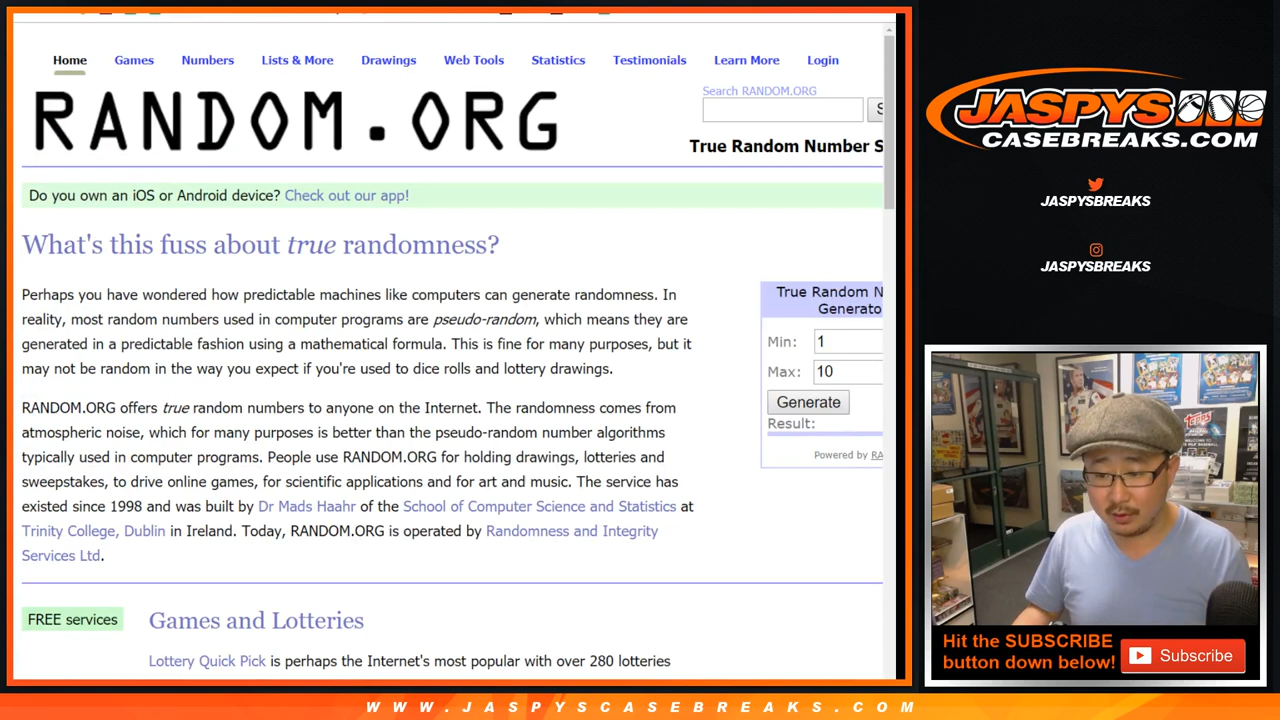 Home Games Numbers Lists & More Drawings Web Tools Statistics Testimonials Learn More Login
RANDOM.ORG
Search RANDOM.ORG
S
True Random Number S
Do you own an iOS or Android device? Check out our app!
What's this fuss about true randomness?
Perhaps you have wondered how predictable machines like computers can generate randomness. In
reality, most random numbers used in computer programs are pseudo-random, which means they are
generated in a predictable fashion using a mathematical formula. This is fine for many purposes, but it
may not be random in the way you expect if you're used to dice rolls and lottery drawings.
RANDOM.ORG offers true random numbers to anyone on the Internet. The randomness comes from
atmospheric noise, which for many purposes is better than the pseudo-random number algorithms
typically used in computer programs. People use RANDOM.ORG for holding drawings, lotteries and
sweepstakes, to drive online games, for scientific applications and for art and music. The service has
existed since 1998 and was built by Dr Mads Haahr of the School of Computer Science and Statistics at
Trinity College, Dublin in Ireland. Today, RANDOM.ORG is operated by Randomness and Integrity
Services Ltd.
True Random N
Generato
Min: 1
Max: 10
Generate
Result:
Powered by RA
FREE services
Games and Lotteries
Lottery Quick Pick is perhaps the Internet's most popular with over 280 lotteries
JASPYS
CASEBREAKS.COM
JASPYSBREAKS
JASPYSBREAKS
Topps
Hit the SUBSCRIBE
button down below!
Subscribe
WWW.JASPYSCASEBREAKS.COM